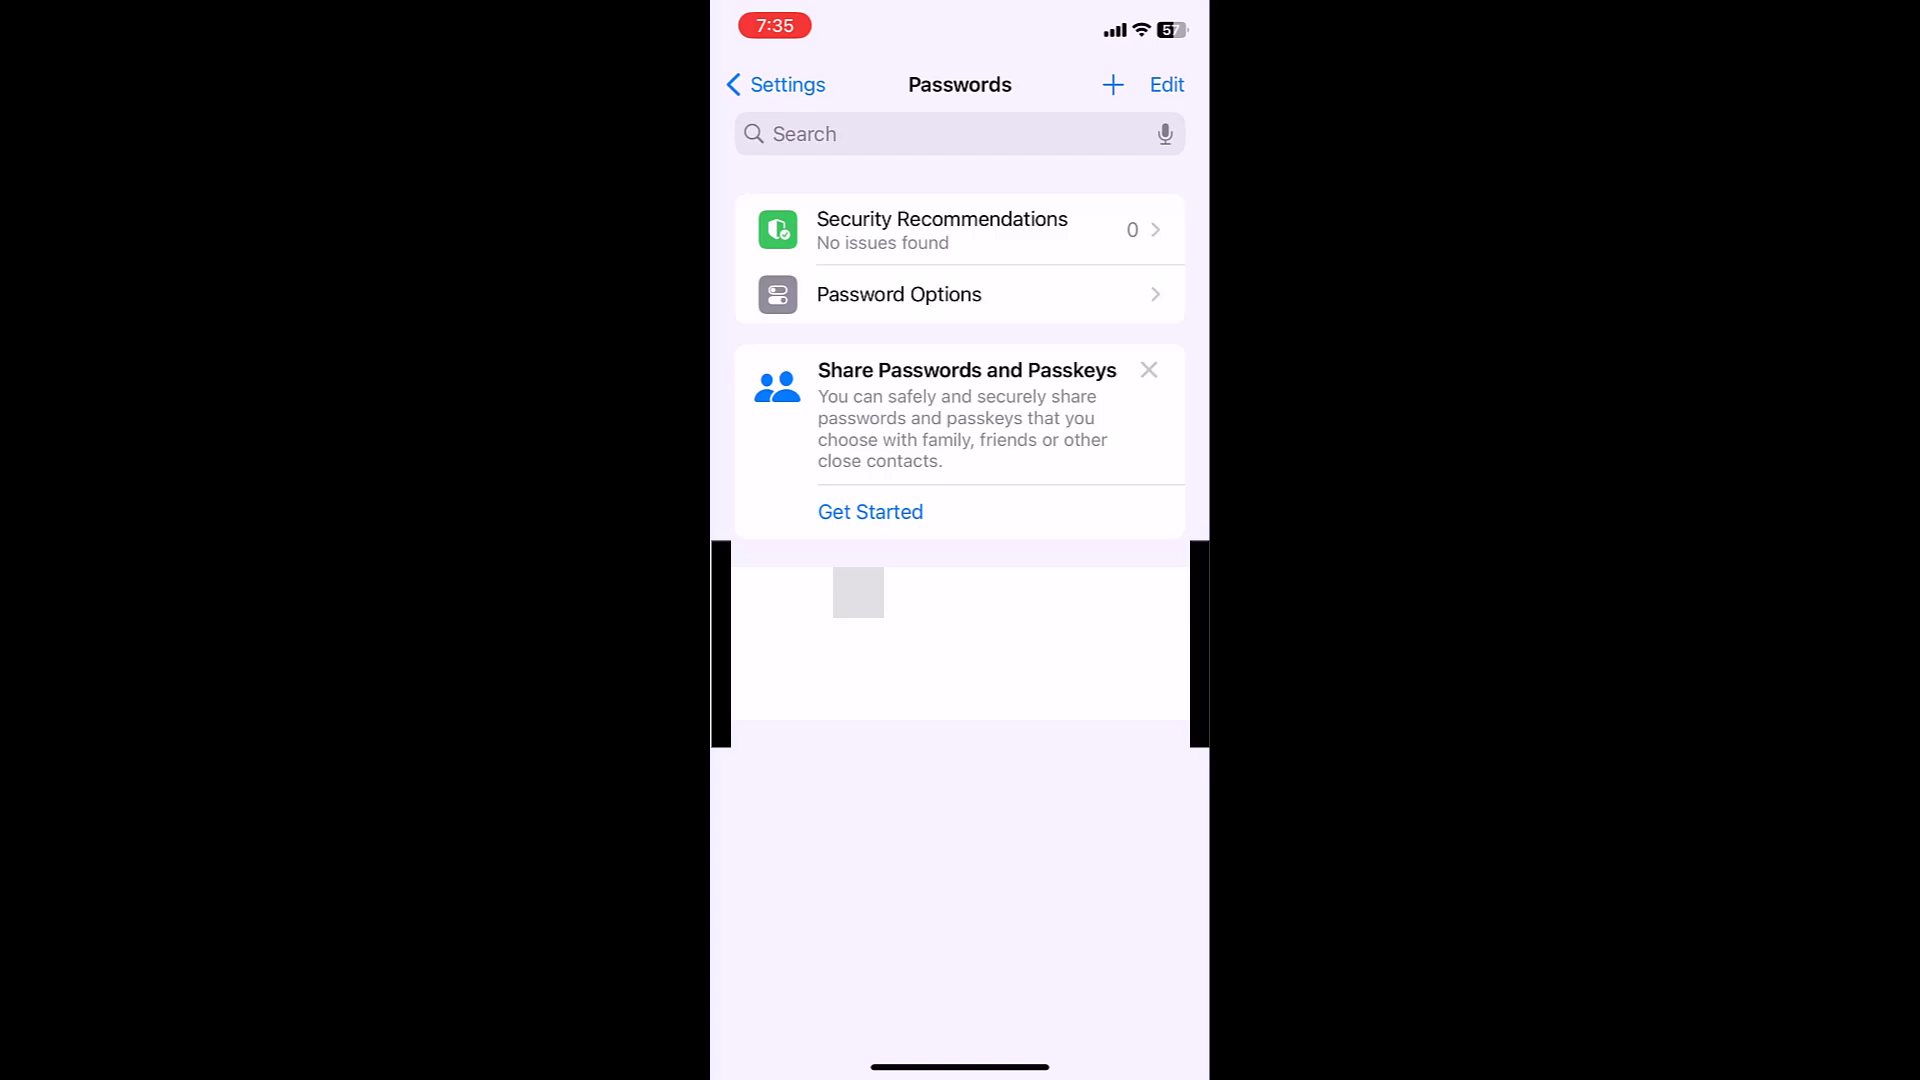 7:35
57
Settings
Passwords
Edit
Search
Security Recommendations
No issues found
0
Password Options
Share Passwords and Passkeys
You can safely and securely share
passwords and passkeys that you
choose with family, friends or other
close contacts.
Get Started